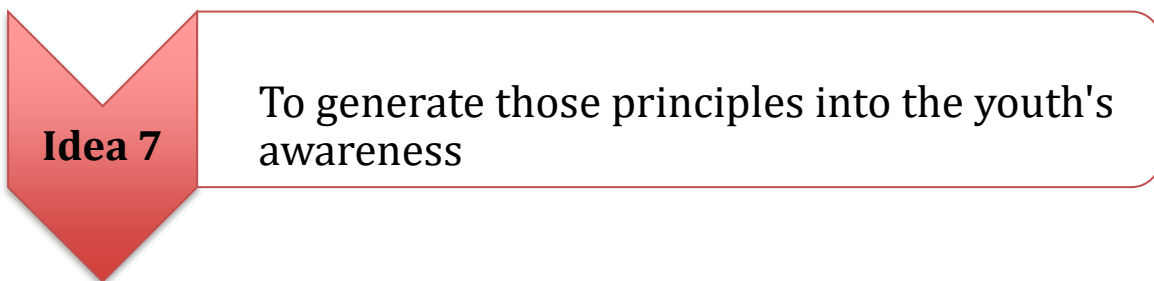 Idea 7
To generate those principles into the youth's
awareness